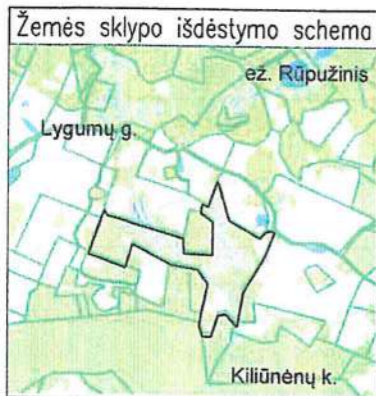 Žemės sklypo išdėstymo schema
ež. Rūpužinis
Lygumų g.
Kiliūnėnų k.